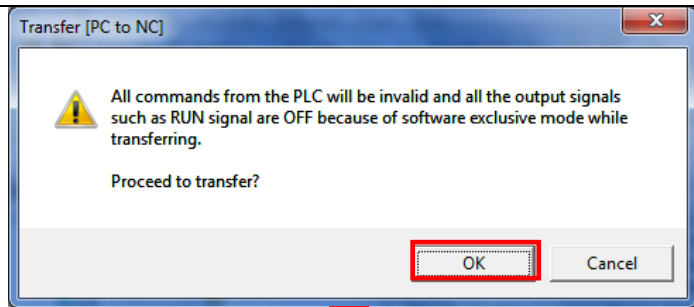 Transfer [PC to NC]
All commands from the PLC will be invalid and all the output signals
such as RUN signal are OFF because of software exclusive mode while
transferring.
Proceed to transfer?
OK
Cancel